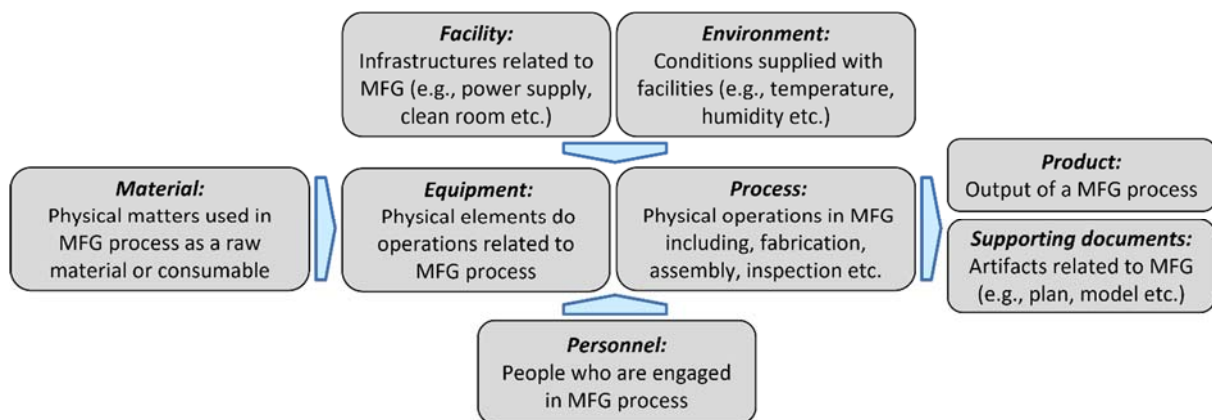 Facility:
Infrastructures related to
MFG (e.g., power supply,
clean room etc.)
Environment:
Conditions supplied with
facilities (e.g., temperature,
humidity etc.)
Material:
Physical matters used in
MFG process as a raw
material or consumable
Equipment:
Physical elements do
operations related to
MFG process
Process:
Physical operations in MFG
including, fabrication,
assembly, inspection etc.
Product:
Output of a MFG process
Supporting documents:
Artifacts related to MFG
(e.g., plan, model etc.)
Personnel:
People who are engaged
in MFG process